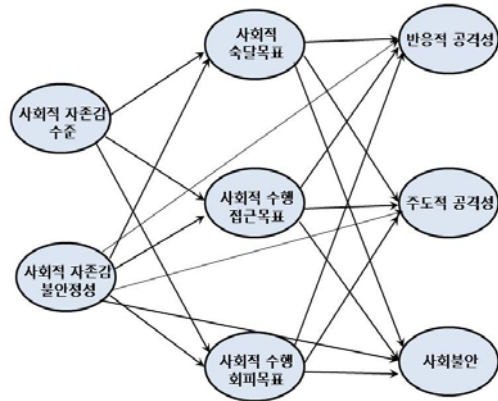 사회적
숙달목표
반응적 공격성
사회적 자존감
수준
사회적 수행
접근목표
주도적 공격성
사회적 자존감
불안정성
사회적 수행
회피목표
사회불안